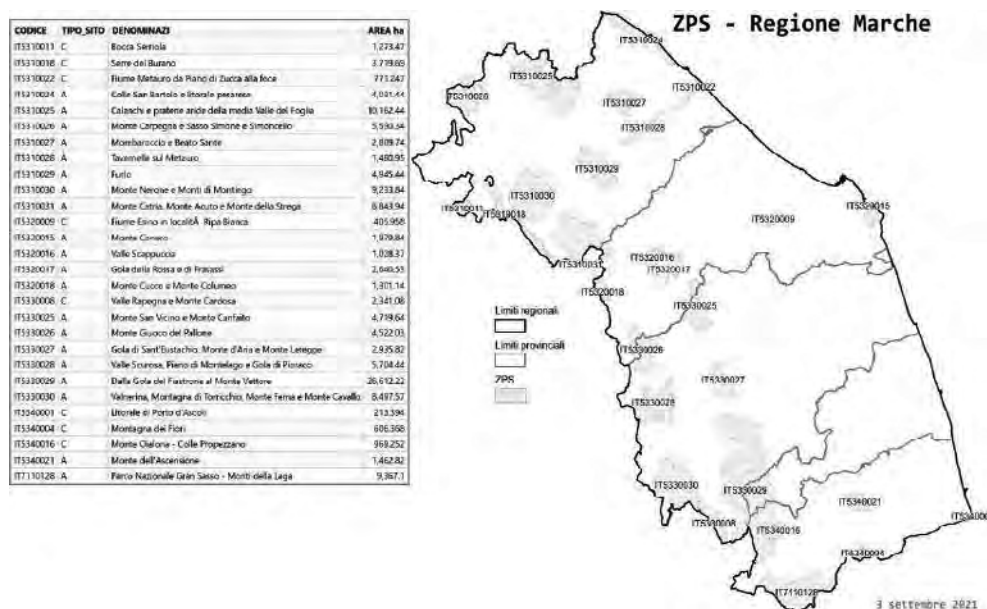 ZPS - Regione Marche
CODICE TIPO_SITO DENOMINAZI AREA ha
IT5310011 C Bocca Serriola 1,273.47
IT5310018 C Serre del Burano 3,719.69
IT5310022 C Fiume Metauro da Piano di Zucca alla foce 771.247
IT5310024 A Colle San Bartolo e litorale pesarese 4,031.44
IT5310025 A Calanchi e praterie aride della media Valle del Foglia 10,162.44
IT5310026 A Monte Carpegna e Sasso Simone e Simoncello
IT5310027 A Mombaroccio e Beato Sante 2,809.74
IT5310028 A Tavernelle sul Metauro 1,480.95
IT5310029 A Furlo 4,945.44
IT5310030 A Monte Nerone e Monti di Montiego 9,233.84
IT5310031 A Monte Catria, Monte Acuto e Monte della Strega 8,843.94
IT5320009 C Fiume Esino in localitÃ Ripa Bianca 405.958
IT5320015 A Monte Conero 1,979.84
IT5320016 A Valle Scappuccia 1,028.37
IT5320017 A Gola della Rossa e di Frasassi 2,640.53
IT5320018 A Monte Cucco e Monte Columeo 1,301.14
IT5330008 C Valle Rapegna e Monte Cardosa 2,341.08
IT5330025 A Monte San Vicino e Monte Canfaito 4,719.64
IT5330026 A Monte Giuoco del Pallone 4,522.03
IT5330027 A Gola di Sant'Eustachio, Monte d'Aria e Monte Letegge 2,935.82
IT5330028 A Valle Scurosa, Piano di Montelago e Gola di Pioraco 5,704.44
IT5330029 A Dalla Gola del Fiastrone al Monte Vettore 26,612.22
IT5330030 A Valnerina, Montagna di Torricchio, Monte Fema e Monte Cavallo 8,497.57
IT5340001 C Litorale di Porto d'Ascoli 213.394
IT5340004 C Montagna dei Fiori 606.368
IT5340016 C Monte Oialona - Colle Propezzano 969.252
IT5340021 A Monte dell'Ascensione 1,462.82
IT7110128 A Parco Nazionale Gran Sasso - Monti della Laga 9,367.1
IT5310024
IT5310025
IT5310022
IT5310026
IT5310027
IT5310028
IT5310029
IT5310030
IT5310011
IT5310018
IT5320015
IT5320009
IT5310031
IT5320016
IT5320017
IT5320018
IT5330025
Limiti regionali
Limiti provinciali
ZPS
IT5330026
IT5330027
IT5330028
IT5330030
IT5330029
IT5340021
IT5330008
IT5340016
IT5340004
IT7110128
3 settembre 2021